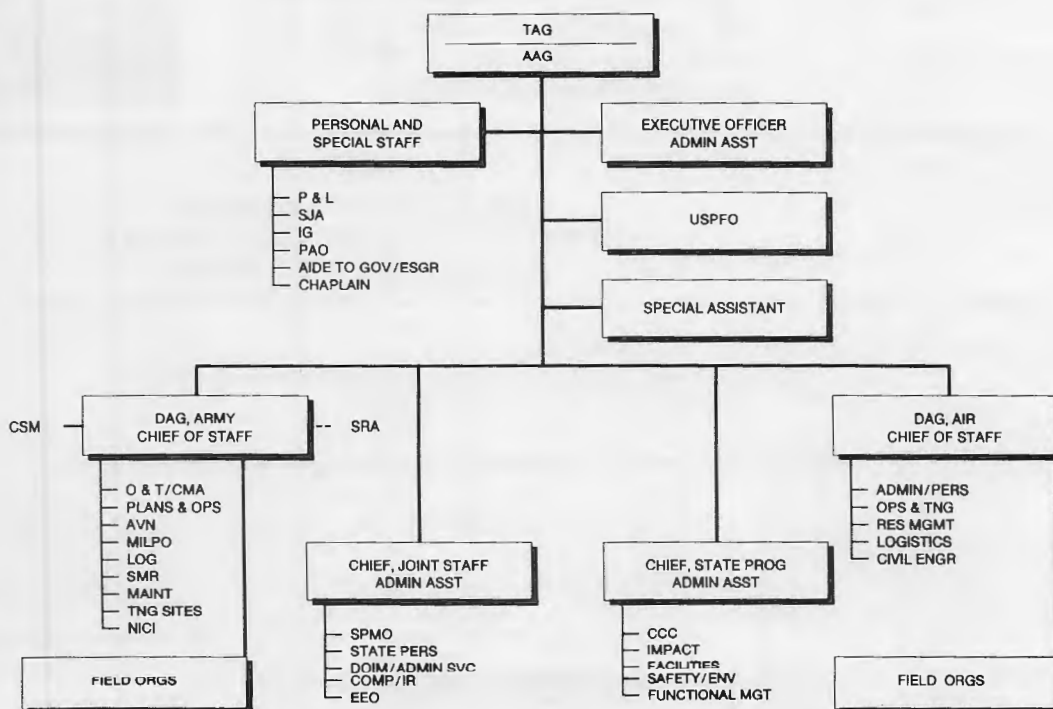 TAG
AAG
PERSONAL AND
SPECIAL STAFF
P & L
SJA
IG
PAO
AIDE TO GOV/ESGR
CHAPLAIN
EXECUTIVE OFFICER
ADMIN ASST
USPFO
SPECIAL ASSISTANT
CSM
DAG, ARMY
CHIEF OF STAFF
SRA
O & T/CMA
PLANS & OPS
AVN
MILPO
LOG
SMR
MAINT
TNG SITES
NICI
FIELD ORGS
CHIEF, JOINT STAFF
ADMIN ASST
SPMO
STATE PERS
DOIM/ADMIN SVC
COMP/IR
EEO
CHIEF, STATE PROG
ADMIN ASST
CCC
IMPACT
FACILITIES
SAFETY/ENV
FUNCTIONAL MGT
DAG, AIR
CHIEF OF STAFF
ADMIN/PERS
OPS & TNG
RES MGMT
LOGISTICS
CIVIL ENGR
FIELD ORGS